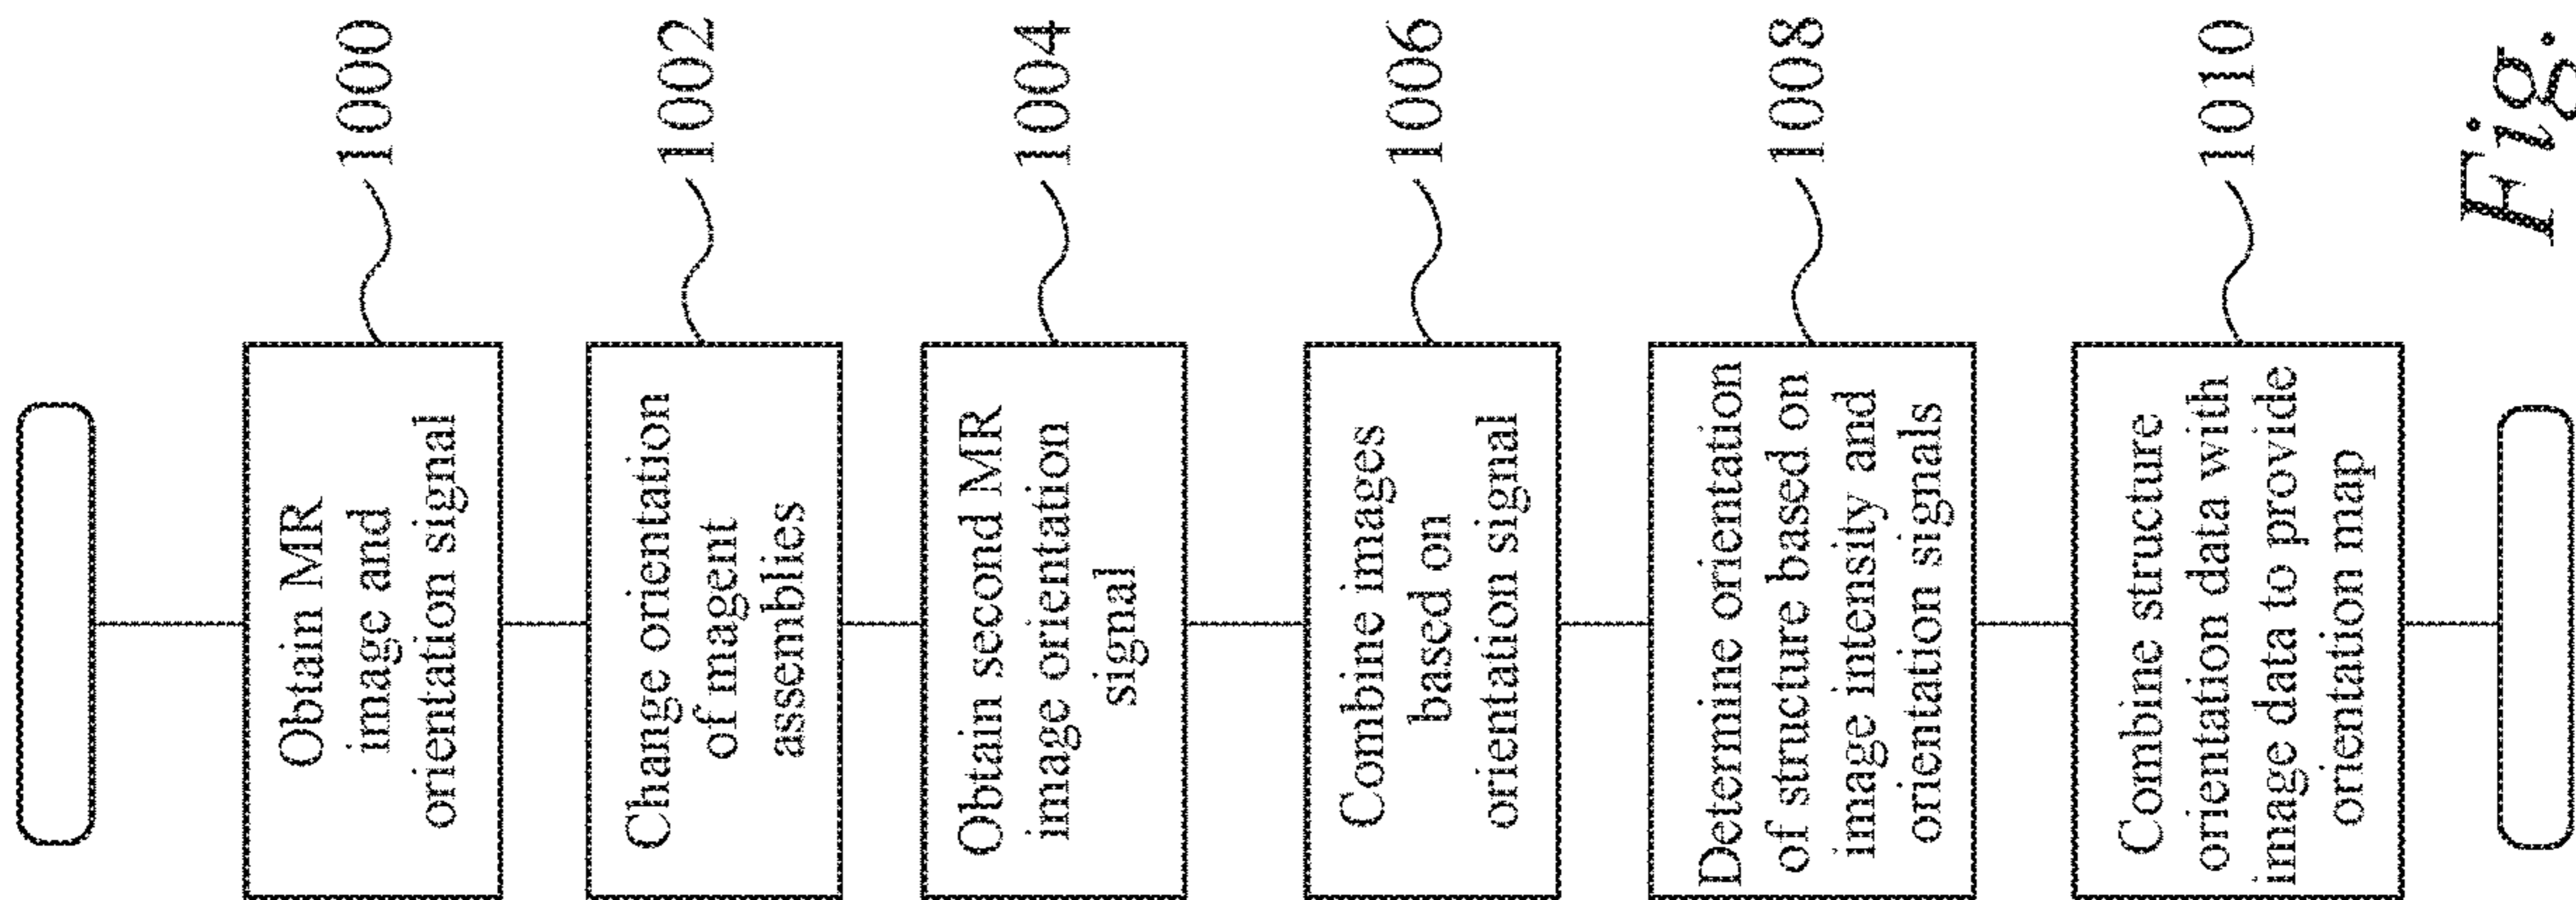 Obtain MR
image and
orientation signal
1000
Change orientation
of magent
assemblies
1002
Obtain second MR
image orientation
signal
1004
Combine images
based on
orientation signal
1006
Determine orientation
of structure based on
image intensity and
orientation signals
1008
Combine structure
orientation data with
image data to provide
orientation map
1010
Fig.